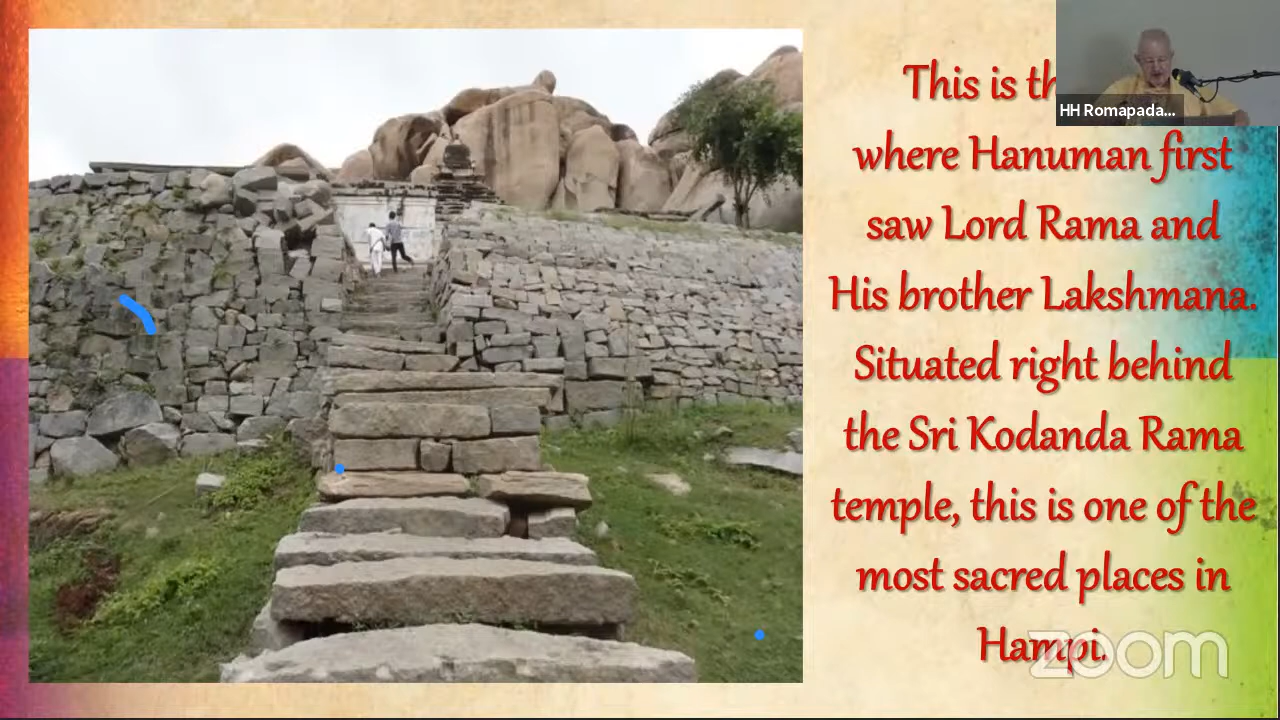 This is th
where Hanuman first
saw Lord Rama and
His brother Lakshmana.
Situated right behind
the Sri Kodanda Rama
temple, this is one of the
most sacred places in
Hampi.
HH Romapada...
zoom